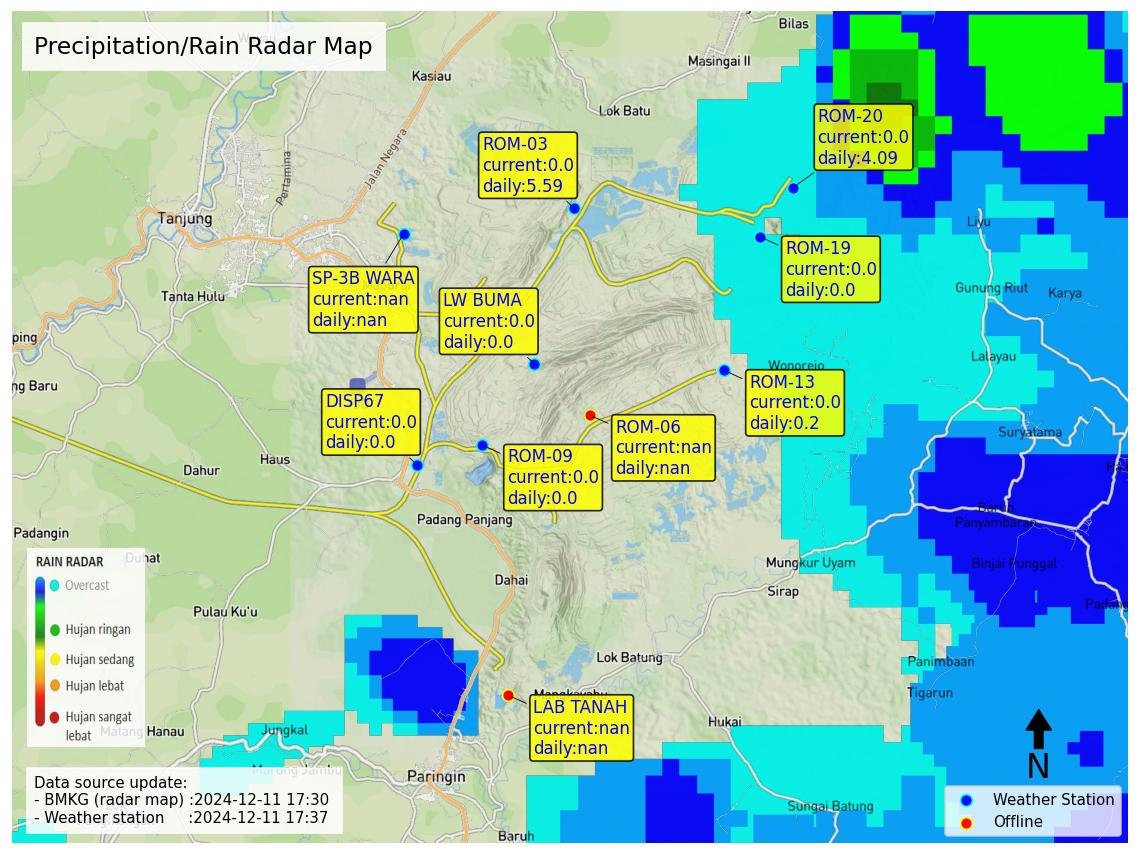 Precipitation/Rain Radar Map
Bilas
Masingai II
Kasiau
Lok Batu
Jalan Negara
Pertamina
Tanjung
Tanta Hulu
ROM-20
current:0.0
daily:4.09
ROM-03
current:0.0
daily:5.59
ROM-19
current:0.0
daily:0.0
SP-3B WARA
current:nan
daily:nan
LW BUMA
current:0.0
daily:0.0
Liyu
Gunung Riut
Karya
Lalayau
Wonorejo
ping
ng Baru
ROM-13
current:0.0
daily:0.2
DISP67
current:0.0
daily:0.0
ROM-06
current:nan
daily:nan
ROM-09
current:0.0
daily:0.0
Suryatama
Haus
Dahur
Padang Panjang
Panyambaran
Padangin
Binjai Punggal
Mungkur Uyam
Sirap
Dahai
Pulau Ku'u
Lok Batung
Panimbaan
Tigarun
Hukai
LAB TANAH
current:nan
daily:nan
RAIN RADAR
Overcast
Hujan ringan
Hujan sedang
Hujan lebat
Hujan sangat
lebat
Matang Hanau
Jungkal
Murung Jambu
Paringin
Sungai Batung
Baruh
Data source update:
- BMKG (radar map) :2024-12-11 17:30
- Weather station :2024-12-11 17:37
N
Weather Station
Offline